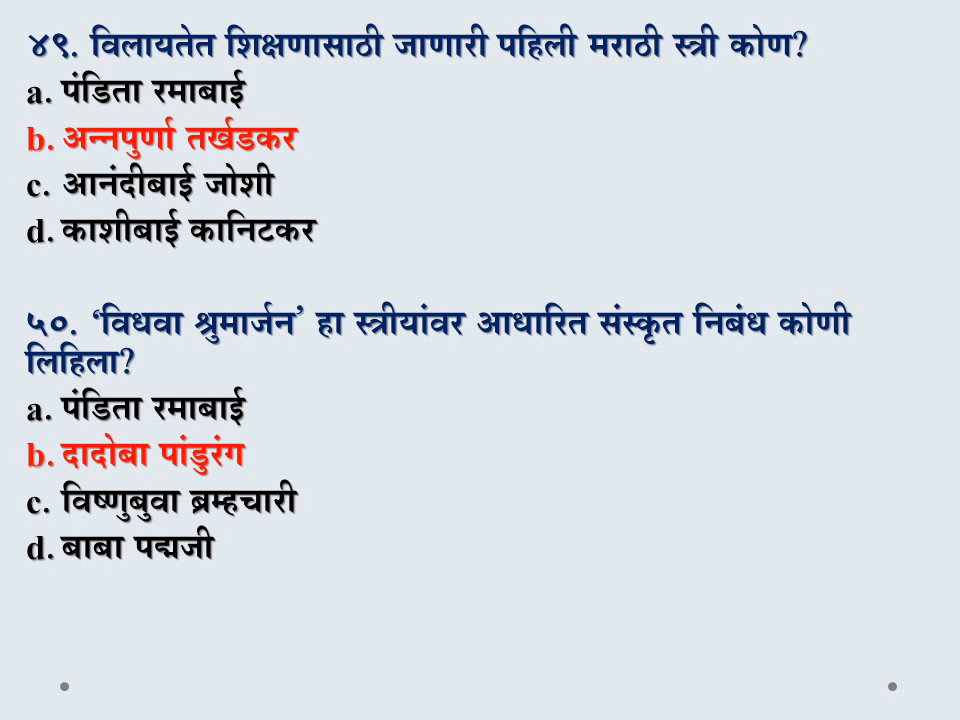 ४९. विलायतेत शिक्षणासाठी जाणारी पहिली मराठी स्त्री कोण?
a. पंडिता रमाबाई
b. अन्नपुर्णा तर्खडकर
c. आनंदीबाई जोशी
d. काशीबाई कानिटकर
५०. ‘विधवा श्रुमार्जन’ हा स्त्रीयांवर आधारित संस्कृत निबंध कोणी
लिहिला?
a. पंडिता रमाबाई
b. दादोबा पांडुरंग
c. विष्णुबुवा ब्रम्हचारी
d. बाबा पद्मजी